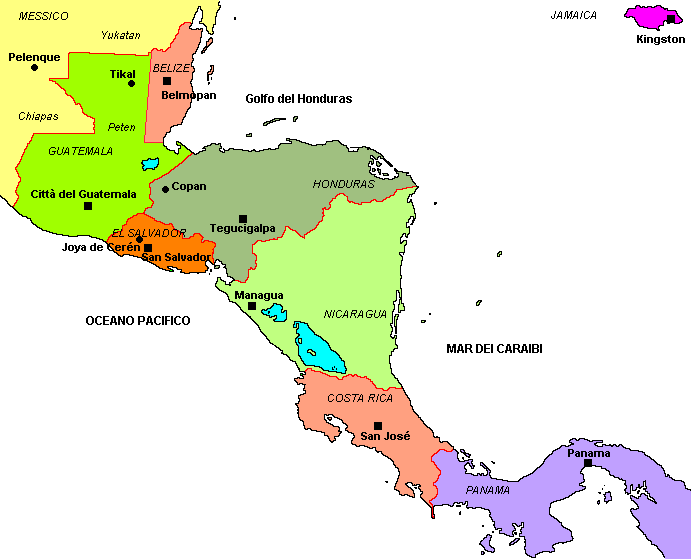 MESSICO
JAMAICA
Yukatan
Kingston
Pelenque
BELIZE
Tikal
Belmopan
Golfo del Honduras
Chiapas
Peten
GUATEMALA
Copan
HONDURAS
Città del Guatemala
Tegucigalpa
EL SALVADOR
Joya de Cerén
San Salvador
Managua
OCEANO PACIFICO
NICARAGUA
MAR DEI CARAIBI
COSTA RICA
San José
Panama
PANAMA